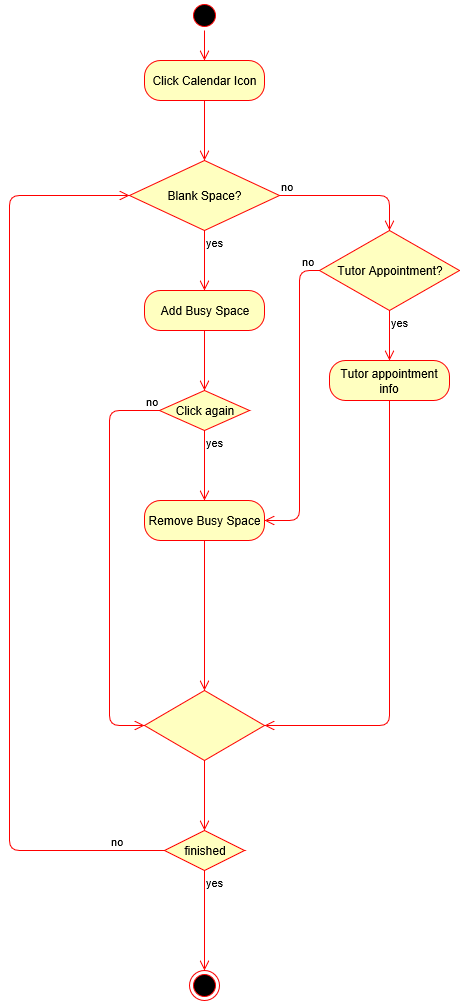 Click Calendar Icon
Blank Space?
no
yes
Tutor Appointment?
no
yes
Add Busy Space
Tutor appointment
info
no
Click again
yes
Remove Busy Space
no
finished
yes